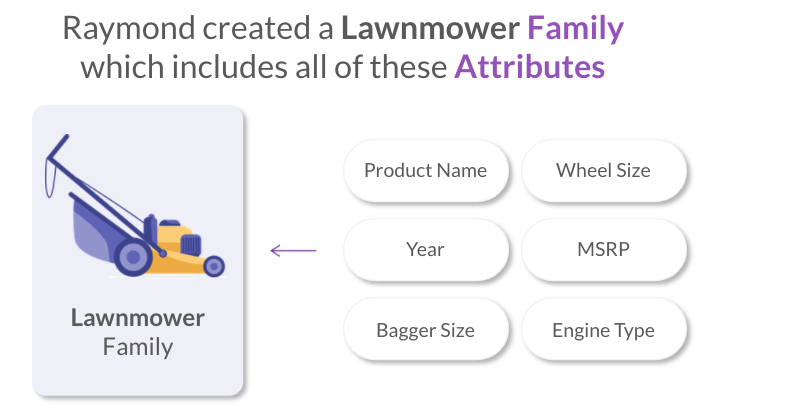 Raymond created a Lawnmower Family
which includes all of these Attributes
Product Name
Wheel Size
Year
MSRP
Bagger Size
Engine Type
Lawnmower
Family